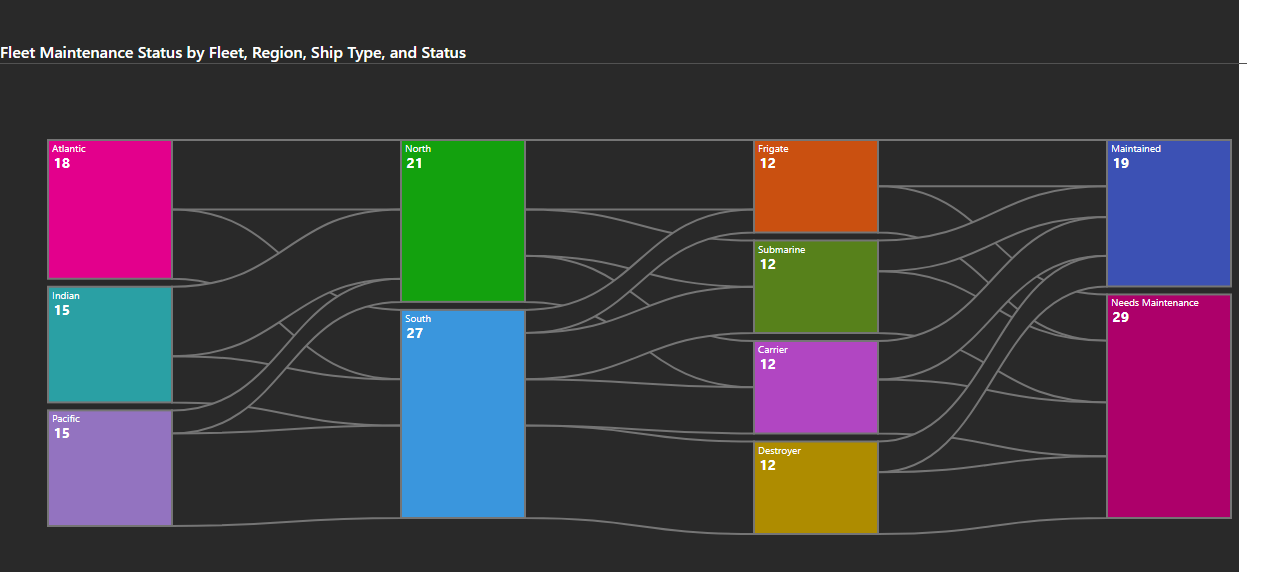 Fleet Maintenance Status by Fleet, Region, Ship Type, and Status
Atlantic
18
Indian
15
Pacific
15
North
21
South
27
Frigate
12
Submarine
12
Carrier
12
Destroyer
12
Maintained
19
Needs Maintenance
29